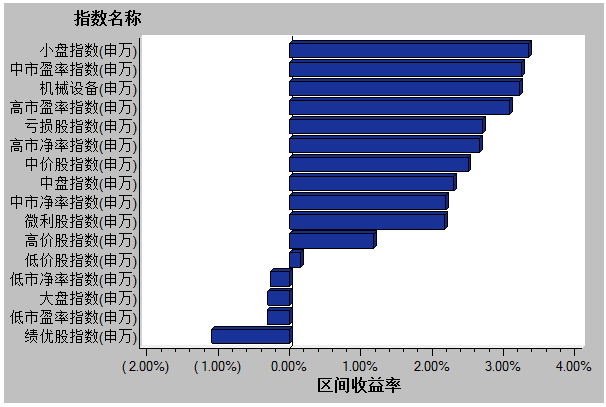 指数名称
小盘指数(申万)
中市盈率指数(申万)
机械设备(申万)
高市盈率指数(申万)
亏损股指数(申万)
高市净率指数(申万)
中价股指数(申万)
中盘指数(申万)
中市净率指数(申万)
微利股指数(申万)
高价股指数(申万)
低价股指数(申万)
低市净率指数(申万)
大盘指数(申万)
低市盈率指数(申万)
绩优股指数(申万)
(2.00%) (1.00%) 0.00% 1.00% 2.00% 3.00% 4.00%
区间收益率